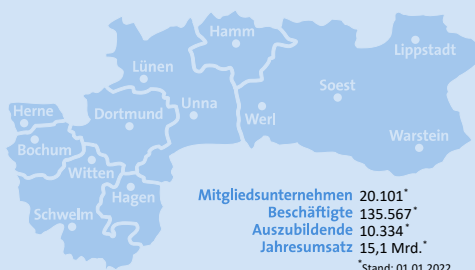 Hamm
Lippstadt
Lünen
Soest
Unna
Herne
Dortmund
Werl
Warstein
Bochum
Witten
Hagen
Schwelm
Mitgliedsunternehmen 20.101*
Beschäftigte 135.567*
Auszubildende 10.334*
Jahresumsatz 15,1 Mrd.*
*Stand: 01.01.2022